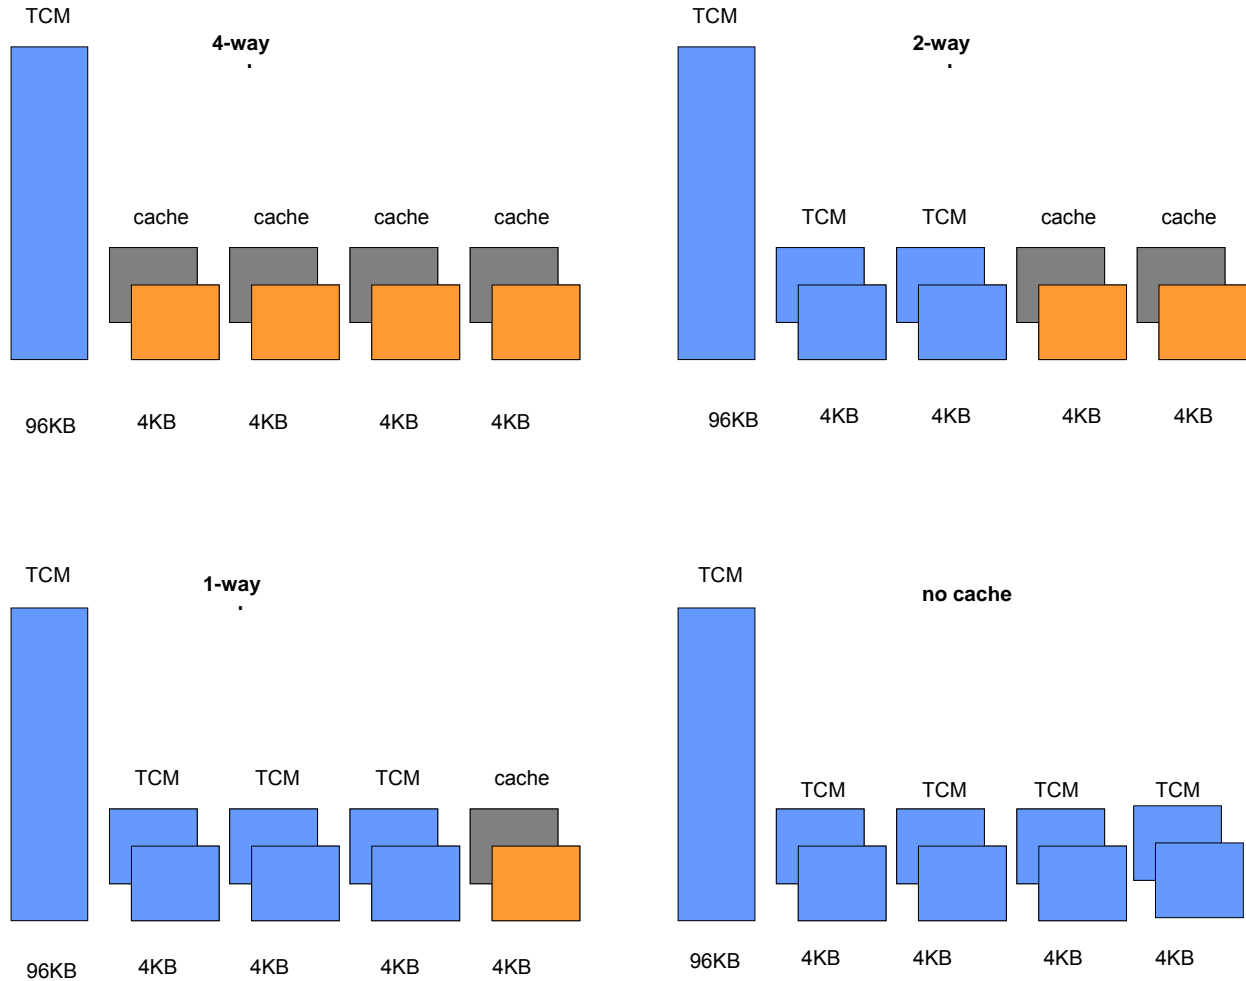 TCM
4-way
cache cache cache cache
96KB 4KB 4KB 4KB 4KB
TCM
2-way
TCM TCM cache cache
96KB 4KB 4KB 4KB 4KB
TCM
1-way
TCM TCM TCM cache
96KB 4KB 4KB 4KB 4KB
TCM
no cache
TCM TCM TCM TCM
96KB 4KB 4KB 4KB 4KB